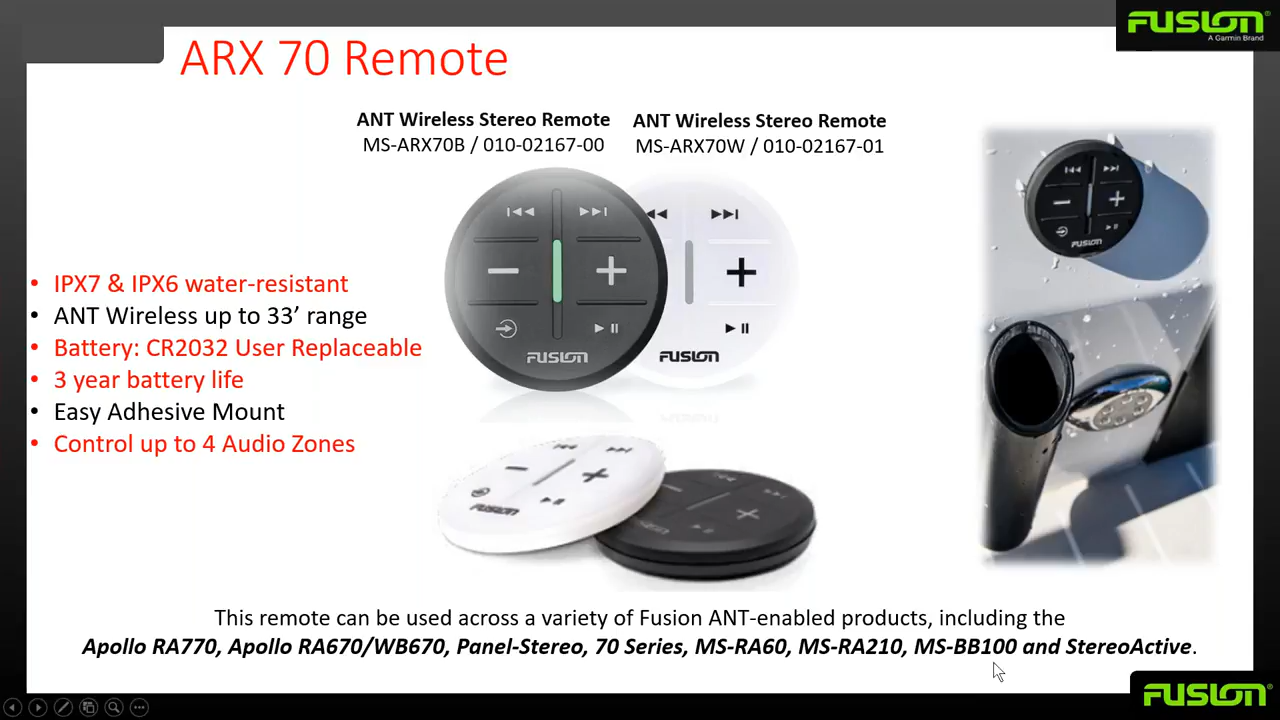 FUSION
A Garmin Brand
ARX 70 Remote
ANT Wireless Stereo Remote
MS-ARX70B / 010-02167-00
ANT Wireless Stereo Remote
MS-ARX70W / 010-02167-01
• IPX7 & IPX6 water-resistant
• ANT Wireless up to 33’ range
• Battery: CR2032 User Replaceable
• 3 year battery life
• Easy Adhesive Mount
• Control up to 4 Audio Zones
FUSION
FUSION
FUSION
FUSION
FUSION
This remote can be used across a variety of Fusion ANT-enabled products, including the
Apollo RA770, Apollo RA670/WB670, Panel-Stereo, 70 Series, MS-RA60, MS-RA210, MS-BB100 and StereoActive.
FUSION